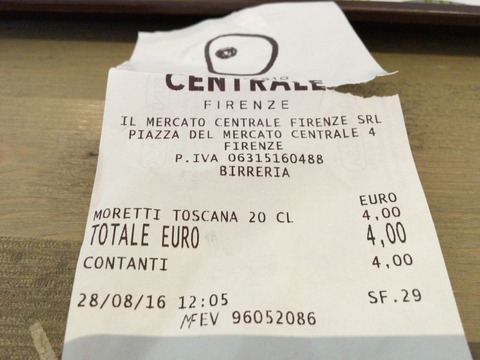 CENTRALE
FIRENZE
IL MERCATO CENTRALE FIRENZE SRL
PIAZZA DEL MERCATO CENTRALE 4
FIRENZE
P.IVA 06315160488
BIRRERIA
EURO
MORETTI TOSCANA 20 CL 4,00
TOTALE EURO 4,00
CONTANTI 4,00
28/08/16 12:05 SF.29
MFEV 96052086